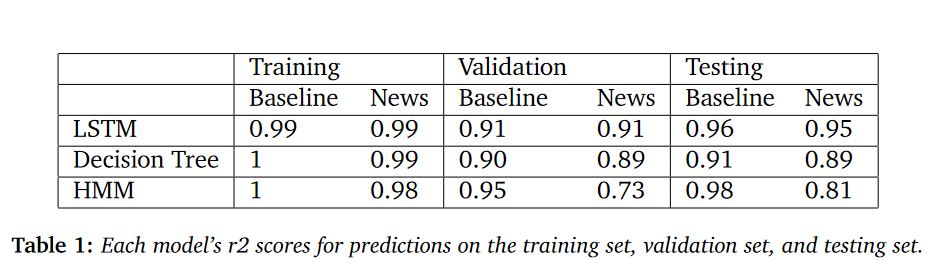 Training Validation Testing
Baseline News Baseline News Baseline News
LSTM 0.99 0.99 0.91 0.91 0.96 0.95
Decision Tree 1 0.99 0.90 0.89 0.91 0.89
HMM 1 0.98 0.95 0.73 0.98 0.81
Table 1: Each model's r2 scores for predictions on the training set, validation set, and testing set.